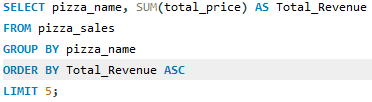 SELECT pizza_name, SUM(total_price) AS Total_Revenue
FROM pizza_sales
GROUP BY pizza_name
ORDER BY Total_Revenue ASC
LIMIT 5;